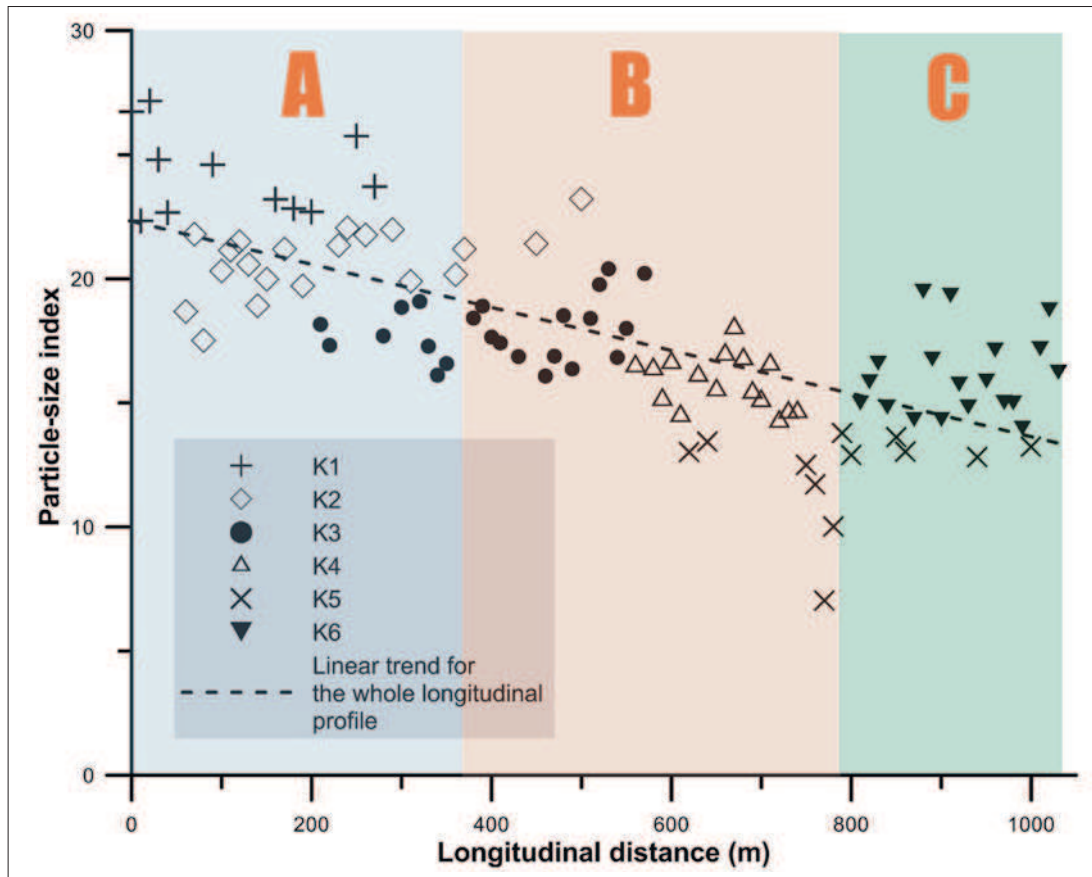 30
A
B
C
20
Particle-size index
K1
K2
10
K3
K4
K5
K6
Linear trend for
the whole longitudinal
profile
0
0
200
400
600
800
1000
Longitudinal distance (m)